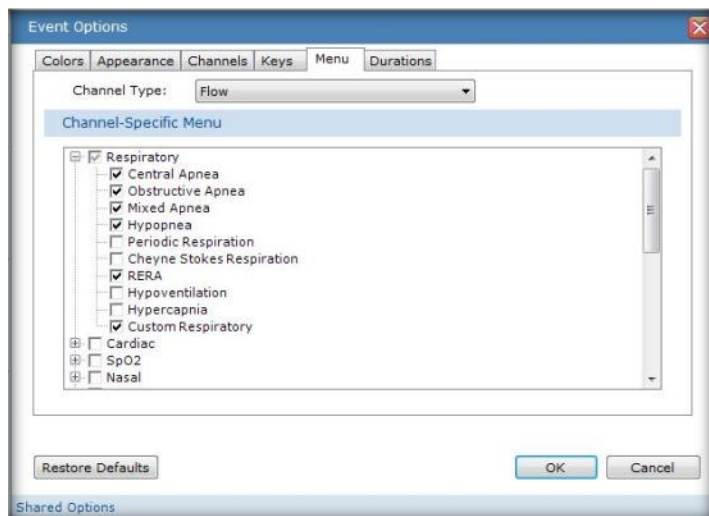 Event Options
Colors Appearance Channels Keys Menu Durations
Channel Type: Flow
Channel-Specific Menu
Respiratory
Central Apnea
Obstructive Apnea
Mixed Apnea
Hypopnea
Periodic Respiration
Cheyne Stokes Respiration
RERA
Hypoventilation
Hypercapnia
Custom Respiratory
Cardiac
SpO2
Nasal
Restore Defaults OK Cancel
Shared Options